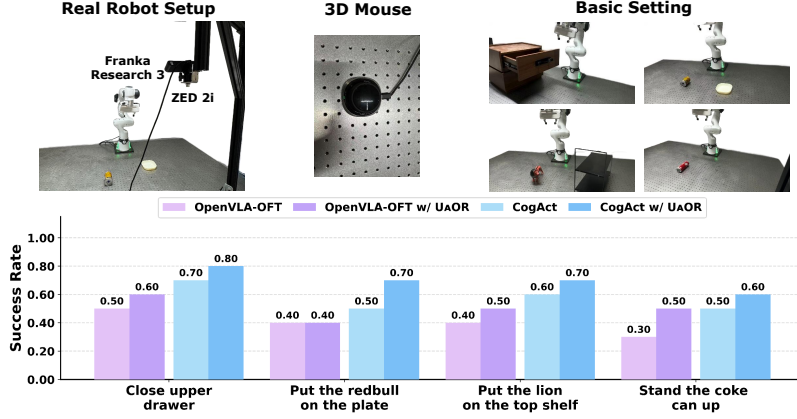 Real Robot Setup
3D Mouse
Basic Setting
Franka
Research 3
ZED 2i
OpenVLA-OFT
OpenVLA-OFT w/ UᴀOR
CogAct
CogAct w/ UᴀOR
Success Rate
1.00
0.80
0.60
0.40
0.20
0.00
0.50
0.60
0.70
0.80
0.40
0.40
0.50
0.70
0.40
0.50
0.60
0.70
0.30
0.50
0.50
0.60
Close upper
drawer
Put the redbull
on the plate
Put the lion
on the top shelf
Stand the coke
can up